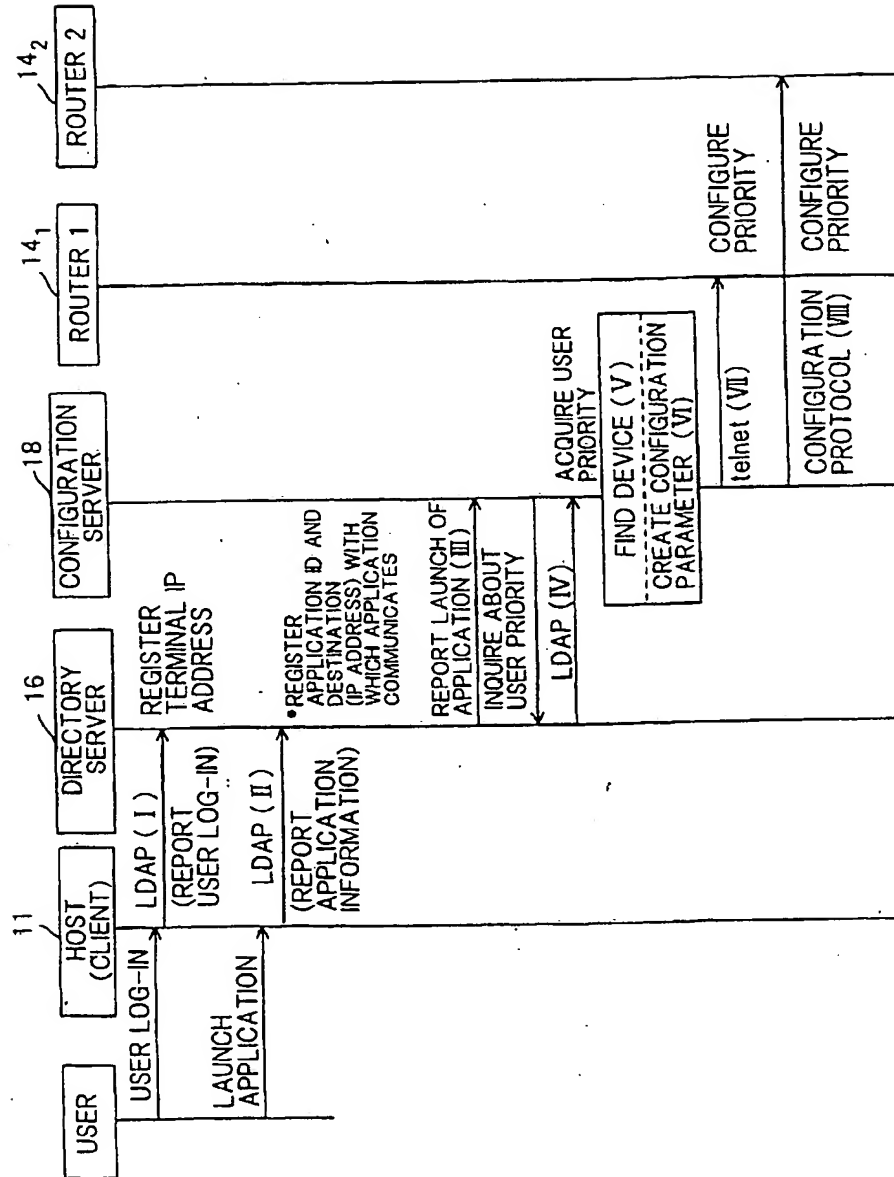 USER
11
HOST
(CLIENT)
16
DIRECTORY
SERVER
18
CONFIGURATION
SERVER
14₁
ROUTER 1
14₂
ROUTER 2
USER LOG-IN
LDAP (Ⅰ)
(REPORT
USER LOG-IN)
REGISTER
TERMINAL IP
ADDRESS
LAUNCH
APPLICATION
LDAP (Ⅱ)
(REPORT
APPLICATION
INFORMATION)
•REGISTER
APPLICATION ID AND
DESTINATION
(IP ADDRESS) WITH
WHICH APPLICATION
COMMUNICATES
REPORT LAUNCH OF
APPLICATION (Ⅲ)
INQUIRE ABOUT
USER PRIORITY
LDAP (Ⅳ)
ACQUIRE USER
PRIORITY
FIND DEVICE (Ⅴ)
CREATE CONFIGURATION
PARAMETER (Ⅵ)
telnet (Ⅶ)
CONFIGURE
PRIORITY
CONFIGURATION
PROTOCOL (Ⅷ)
CONFIGURE
PRIORITY